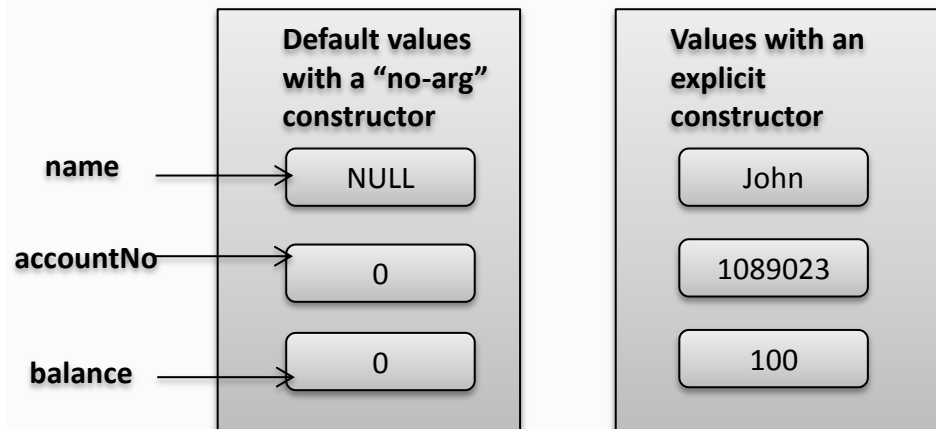 Default values
with a “no-arg”
constructor
Values with an
explicit
constructor
name
NULL
John
accountNo
0
1089023
balance
0
100